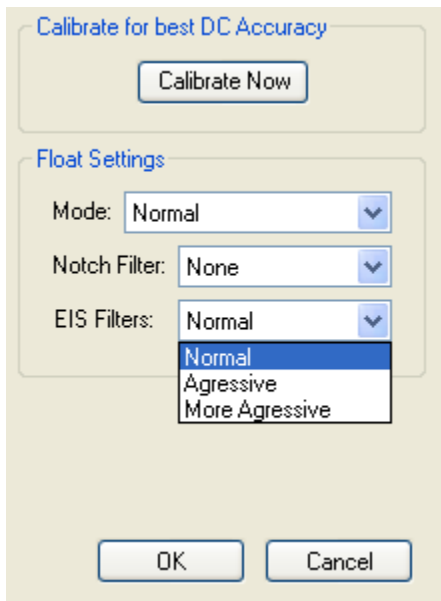 Calibrate for best DC Accuracy
Calibrate Now
Float Settings
Mode: Normal
Notch Filter: None
EIS Filters: Normal
Normal
Agressive
More Agressive
OK Cancel